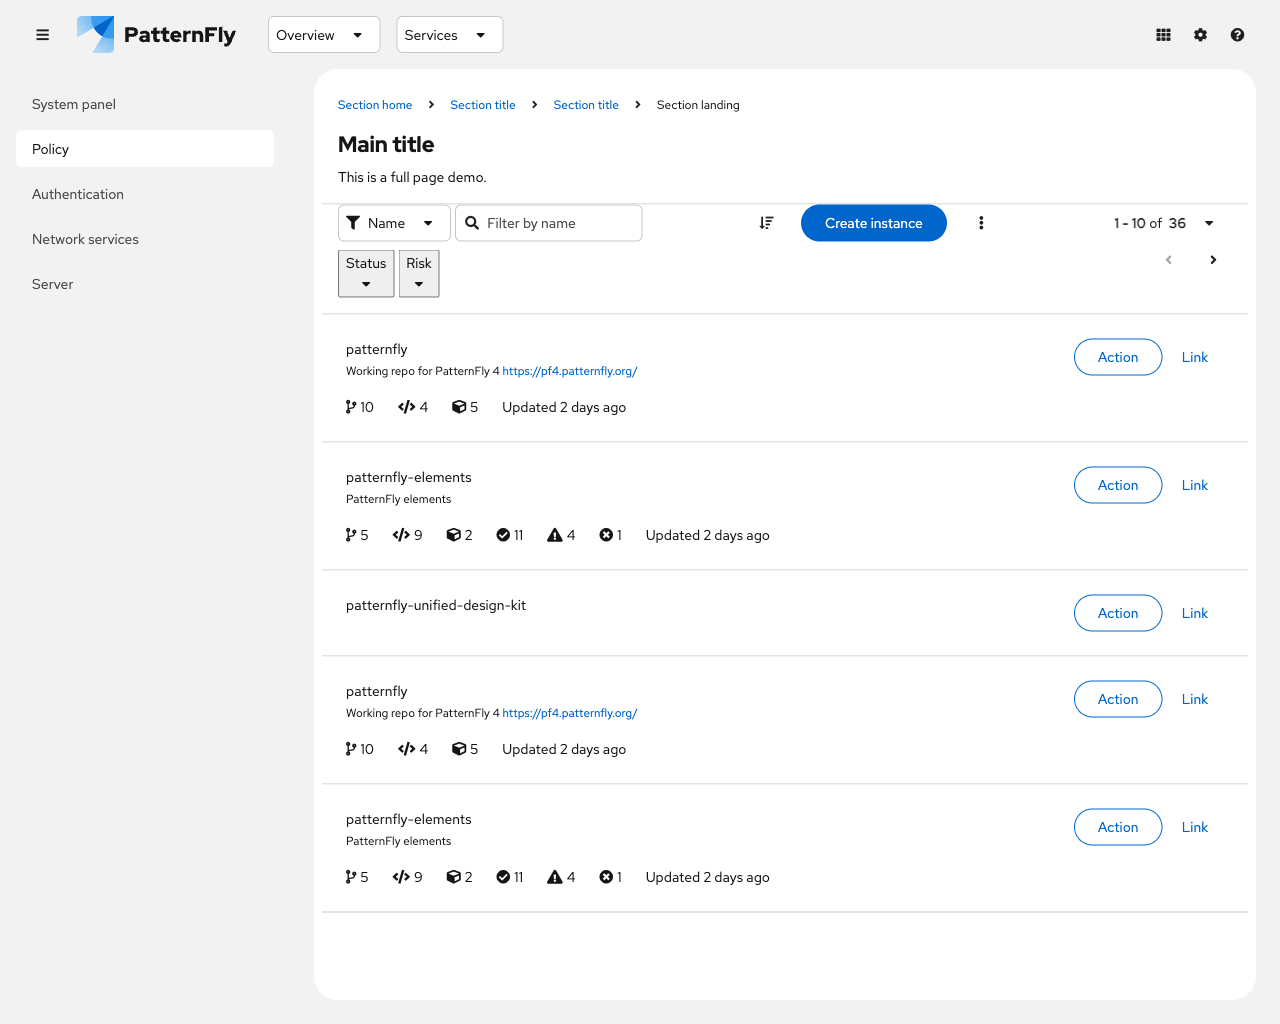 PatternFly Overview Services
System panel
Policy
Authentication
Network services
Server
Section home Section title Section title Section landing
Main title
This is a full page demo.
Name Filter by name Create instance 1 - 10 of 36
Status Risk
patternfly Action Link
Working repo for PatternFly 4 https://pf4.patternfly.org/
10 4 5 Updated 2 days ago
patternfly-elements Action Link
PatternFly elements
5 9 2 11 4 1 Updated 2 days ago
patternfly-unified-design-kit Action Link
patternfly Action Link
Working repo for PatternFly 4 https://pf4.patternfly.org/
10 4 5 Updated 2 days ago
patternfly-elements Action Link
PatternFly elements
5 9 2 11 4 1 Updated 2 days ago